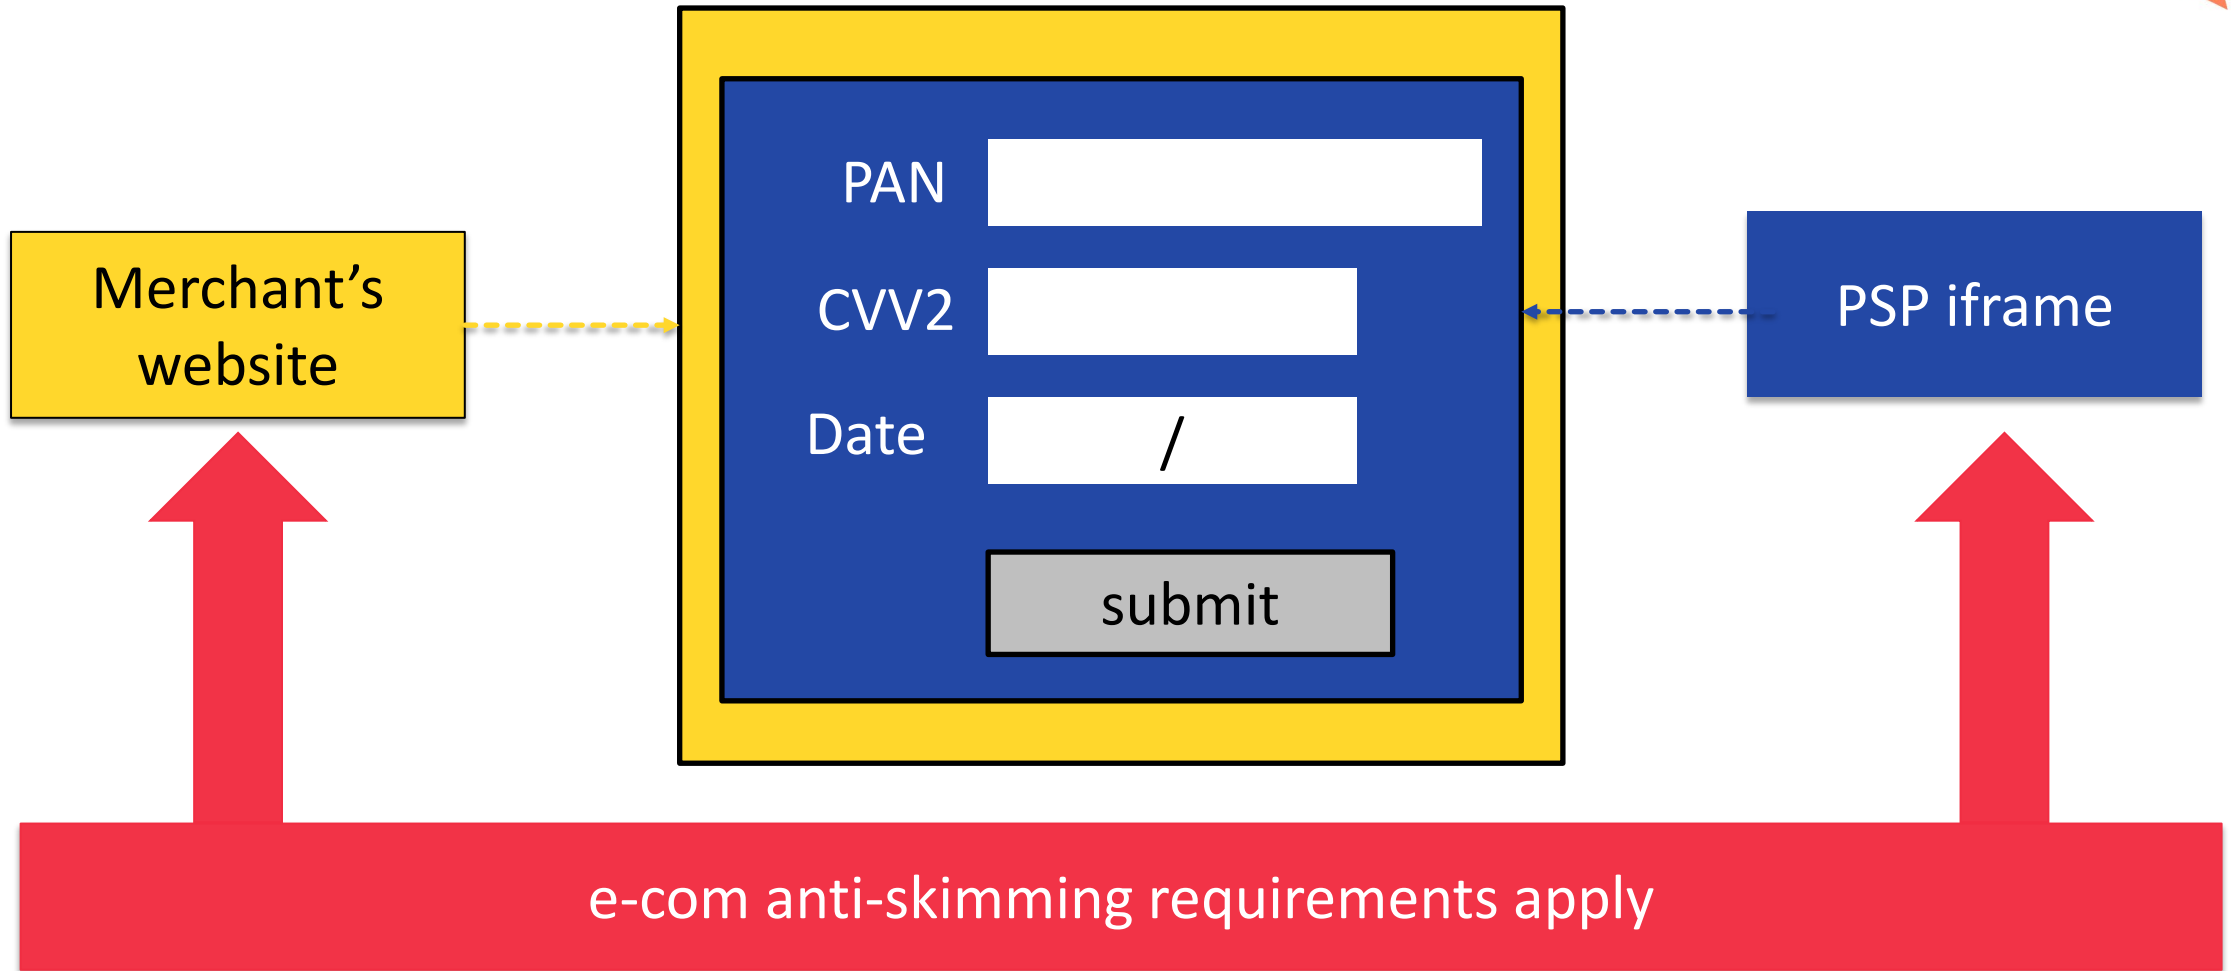 Merchant’s
website
PAN
CVV2
Date
/
submit
PSP iframe
e-com anti-skimming requirements apply